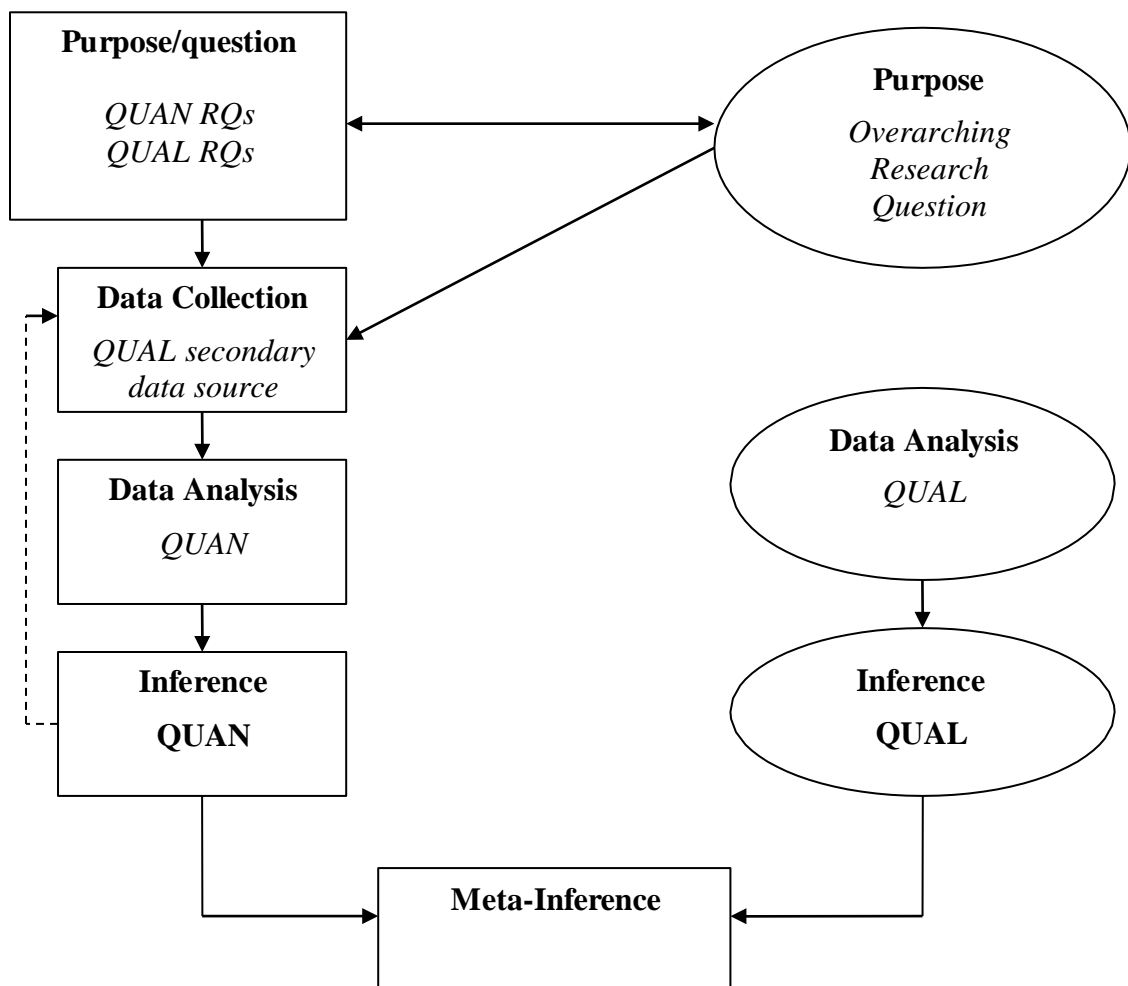 Purpose/question
QUAN RQs
QUAL RQs
Purpose
Overarching
Research
Question
Data Collection
QUAL secondary
data source
Data Analysis
QUAN
Data Analysis
QUAL
Inference
QUAN
Inference
QUAL
Meta-Inference